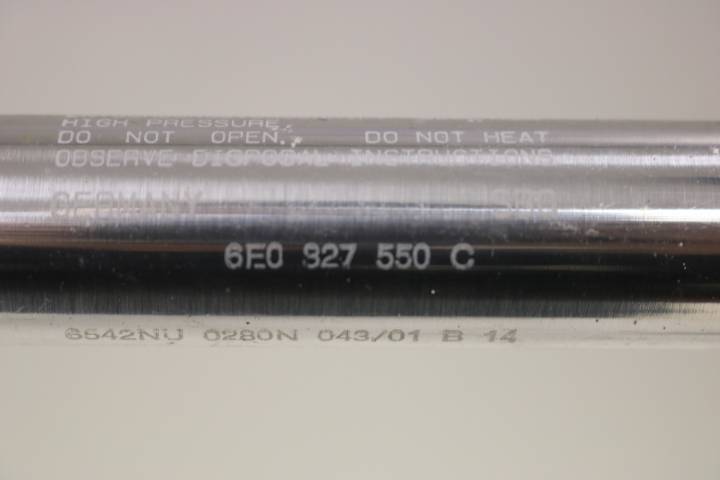 HIGH PRESSURE.
DO NOT OPEN. DO NOT HEAT
OBSERVE DISPOSAL INSTRUCTIONS
GERMANY
6E0 827 550 C
6542NU 0280N 043/01 B 14